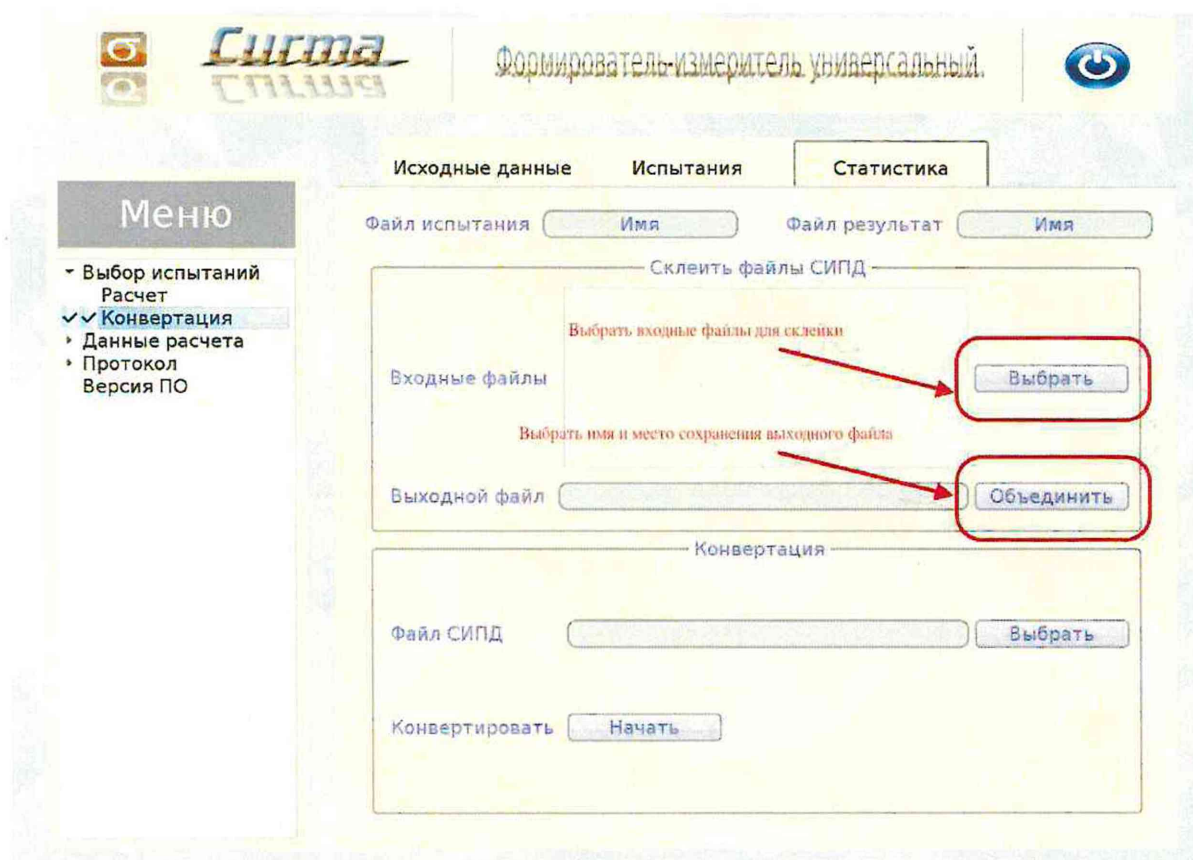 σ
Сигта
Формирователь-измеритель универсальный.
Исходные данные Испытания Статистика
Меню
Файл испытания Имя Файл результат Имя
Выбор испытаний
Расчет
Конвертация
Данные расчета
Протокол
Версия ПО
Склеить файлы СИПД
Выбрать входные файлы для склейки
Входные файлы Выбрать
Выбрать имя и место сохранения выходного файла
Выходной файл Объединить
Конвертация
Файл СИПД Выбрать
Конвертировать Начать